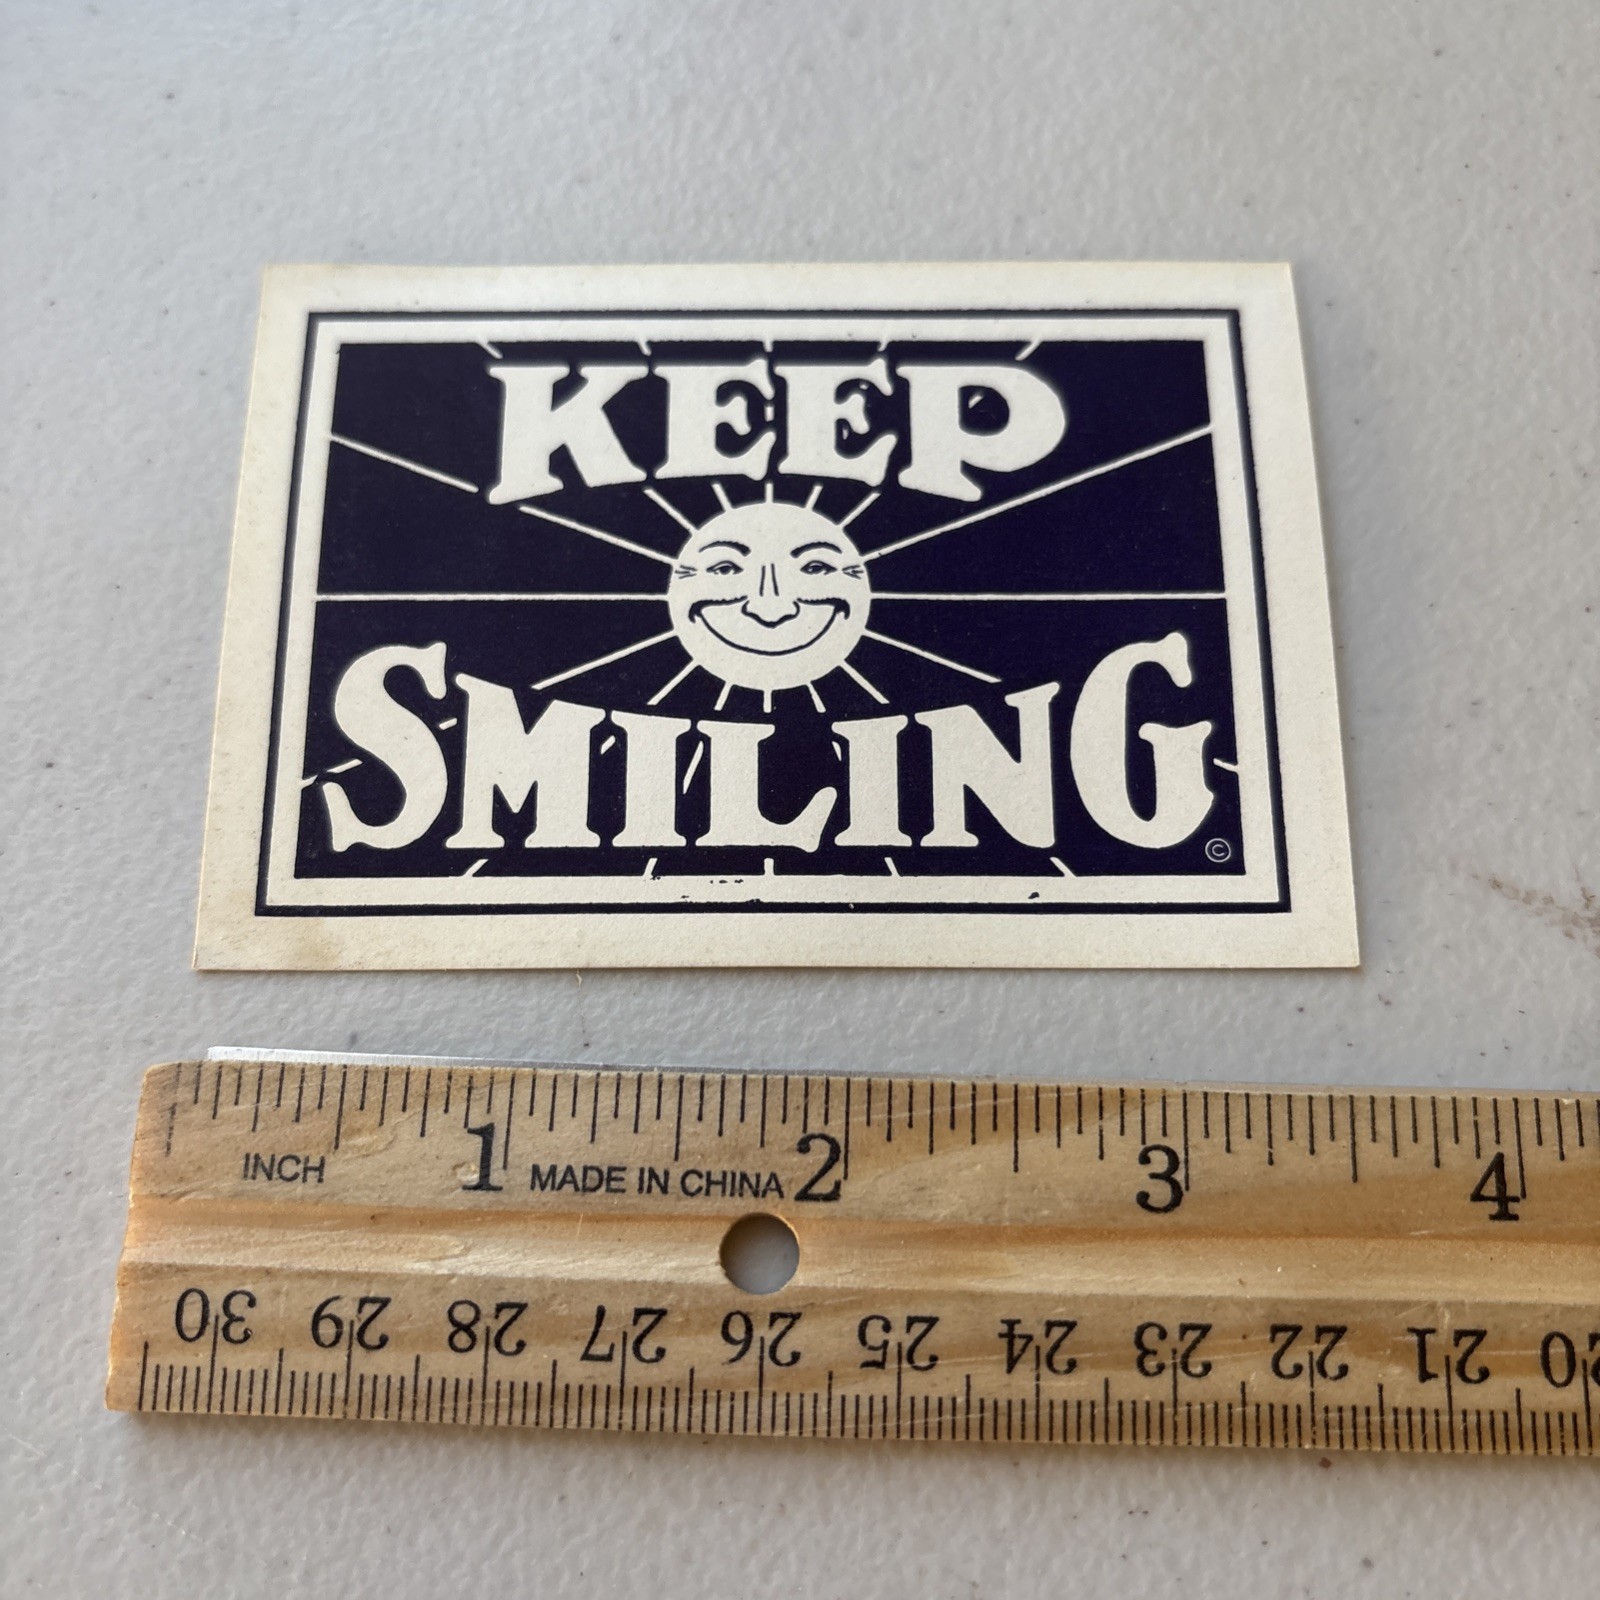 KEEP
SMILING
©
1 2 3 4
INCH MADE IN CHINA
30 29 28 27 26 25 24 23 22 21 20